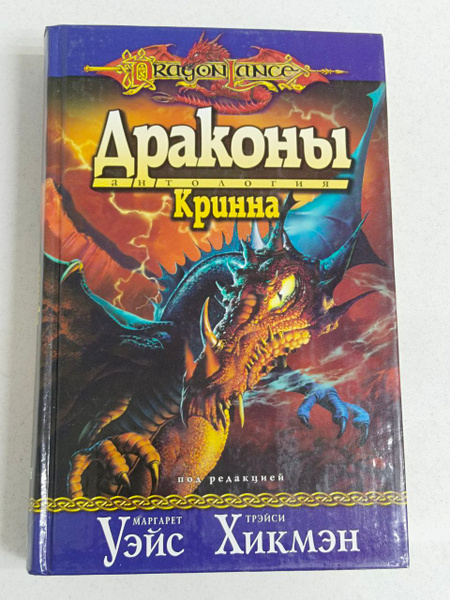 DRAGONLANCE
ДРАКОНЫ
антология
Кринна
под редакцией
МАРГАРЕТ ТРЭЙСИ
УЭЙС ХИКМЭН